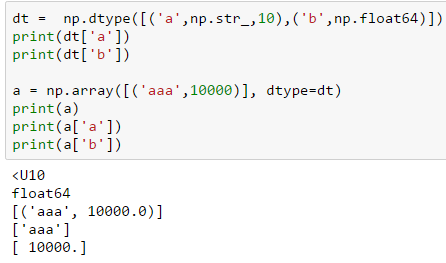 dt =  np.dtype([('a',np.str_,10),('b',np.float64)])
print(dt['a'])
print(dt['b'])
a = np.array([('aaa',10000)], dtype=dt)
print(a)
print(a['a'])
print(a['b'])
<U10
float64
[('aaa', 10000.0)]
['aaa']
[ 10000.]